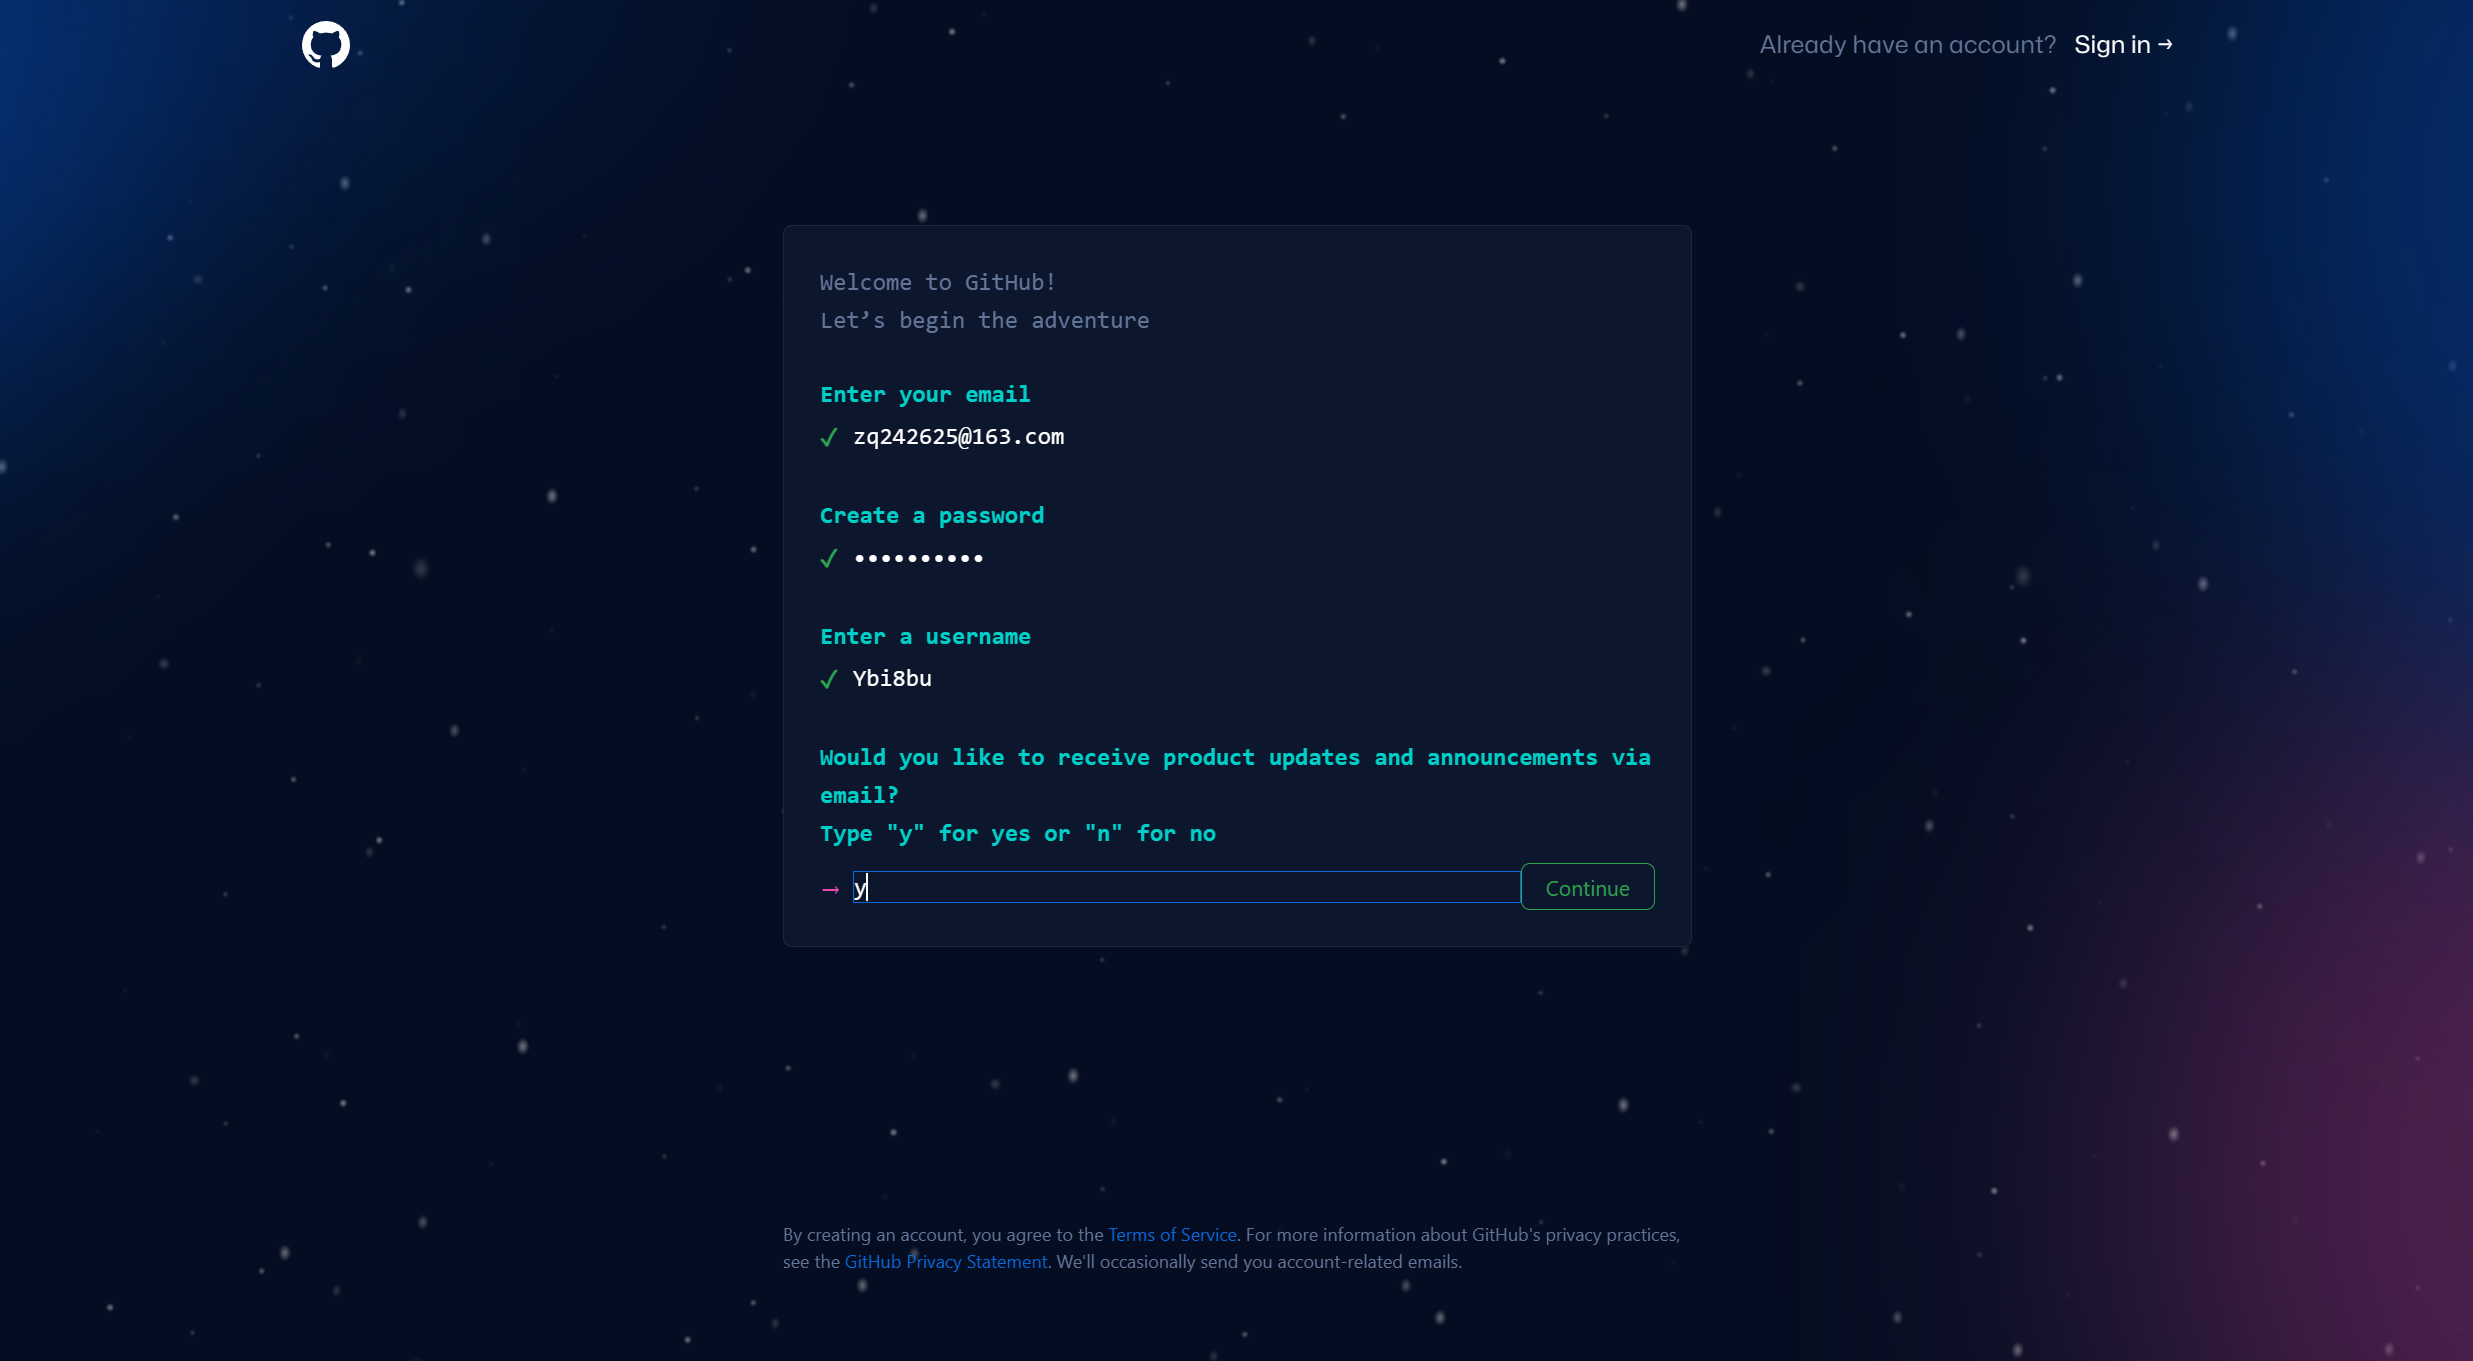 Already have an account? Sign in →
Welcome to GitHub!
Let’s begin the adventure
Enter your email
✓ zq242625@163.com
Create a password
✓ ••••••••••
Enter a username
✓ Ybi8bu
Would you like to receive product updates and announcements via
email?
Type "y" for yes or "n" for no
→ y Continue
By creating an account, you agree to the Terms of Service. For more information about GitHub's privacy practices,
see the GitHub Privacy Statement. We'll occasionally send you account-related emails.